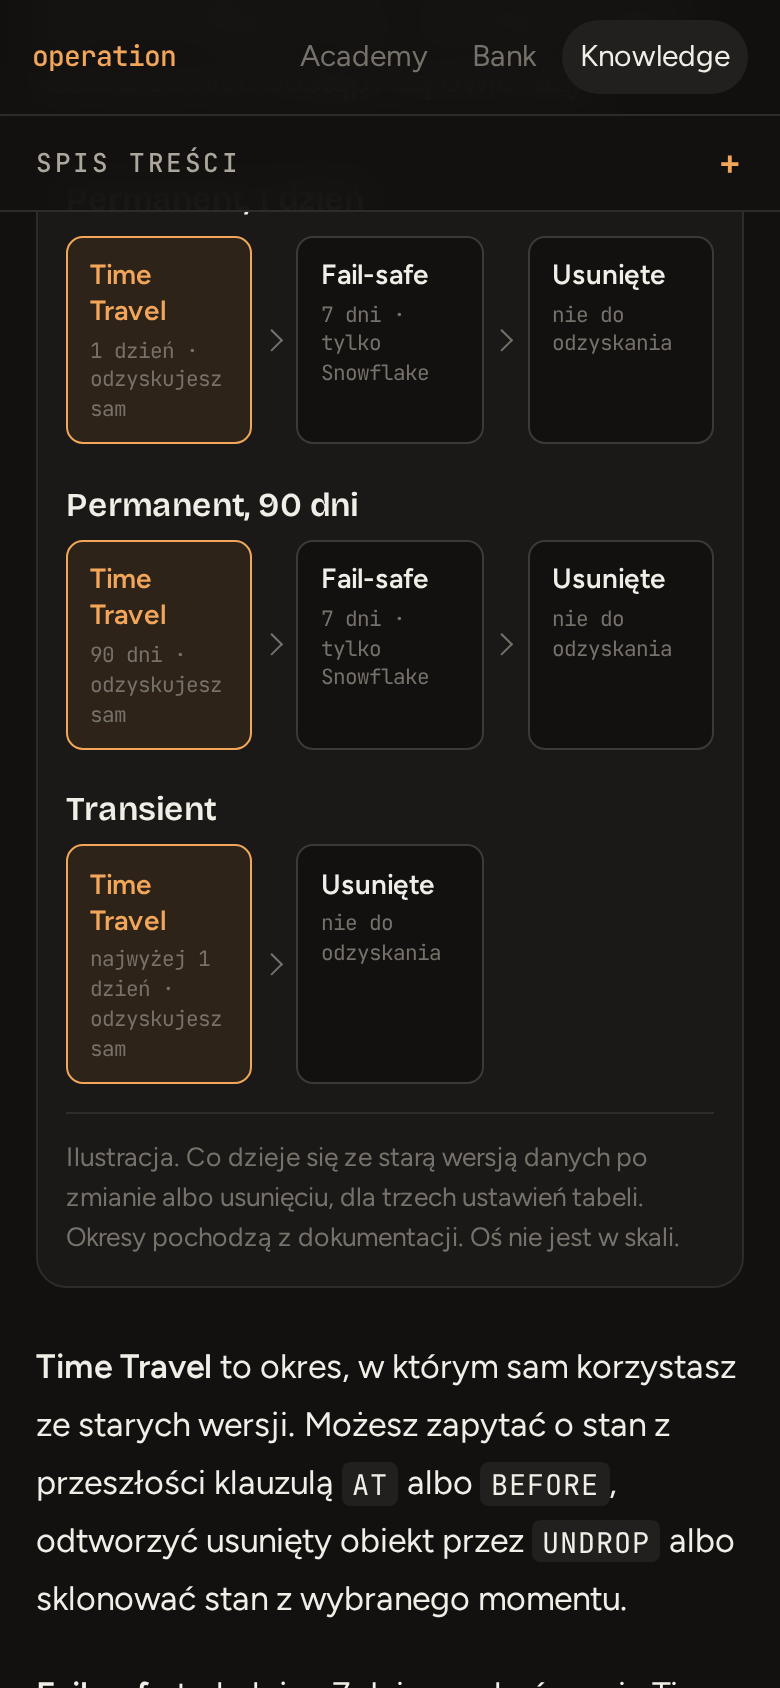 operation
Academy
Bank
Knowledge
SPIS TREŚCI
+
Permanent, 1 dzień
Time
Travel
1 dzień ·
odzyskujesz
sam
Fail-safe
7 dni ·
tylko
Snowflake
Usunięte
nie do
odzyskania
Permanent, 90 dni
Time
Travel
90 dni ·
odzyskujesz
sam
Fail-safe
7 dni ·
tylko
Snowflake
Usunięte
nie do
odzyskania
Transient
Time
Travel
najwyżej 1
dzień ·
odzyskujesz
sam
Usunięte
nie do
odzyskania
Ilustracja. Co dzieje się ze starą wersją danych po
zmianie albo usunięciu, dla trzech ustawień tabeli.
Okresy pochodzą z dokumentacji. Oś nie jest w skali.
Time Travel to okres, w którym sam korzystasz
ze starych wersji. Możesz zapytać o stan z
przeszłości klauzulą AT albo BEFORE,
odtworzyć usunięty obiekt przez UNDROP albo
sklonować stan z wybranego momentu.